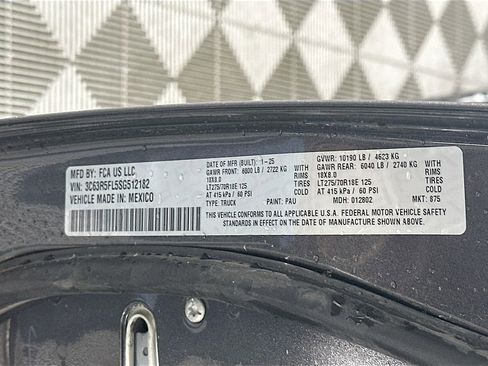 MFD BY: FCA US LLC
VIN: 3C63R5FL5SG512182
VEHICLE MADE IN: MEXICO
DATE OF MFR (BUILT): 1-25
GAWR FRONT: 6000 LB / 2722 KG WITH
18X8.0 RIMS
LT275/70R18E 125 TIRES
AT 415 kPa / 60 PSI
TYPE: TRUCK PAINT: PAU
GVWR: 10190 LB / 4623 KG
GAWR REAR: 6040 LB / 2740 KG WITH
18X8.0 RIMS
LT275/70R18E 125 TIRES
AT 415 kPa / 60 PSI
MDH: 012802 MKT: 875
THIS VEHICLE CONFORMS TO ALL APPLICABLE U.S.A. FEDERAL MOTOR VEHICLE SAFETY
STANDARDS IN EFFECT ON THE DATE OF MANUFACTURE SHOWN ABOVE.